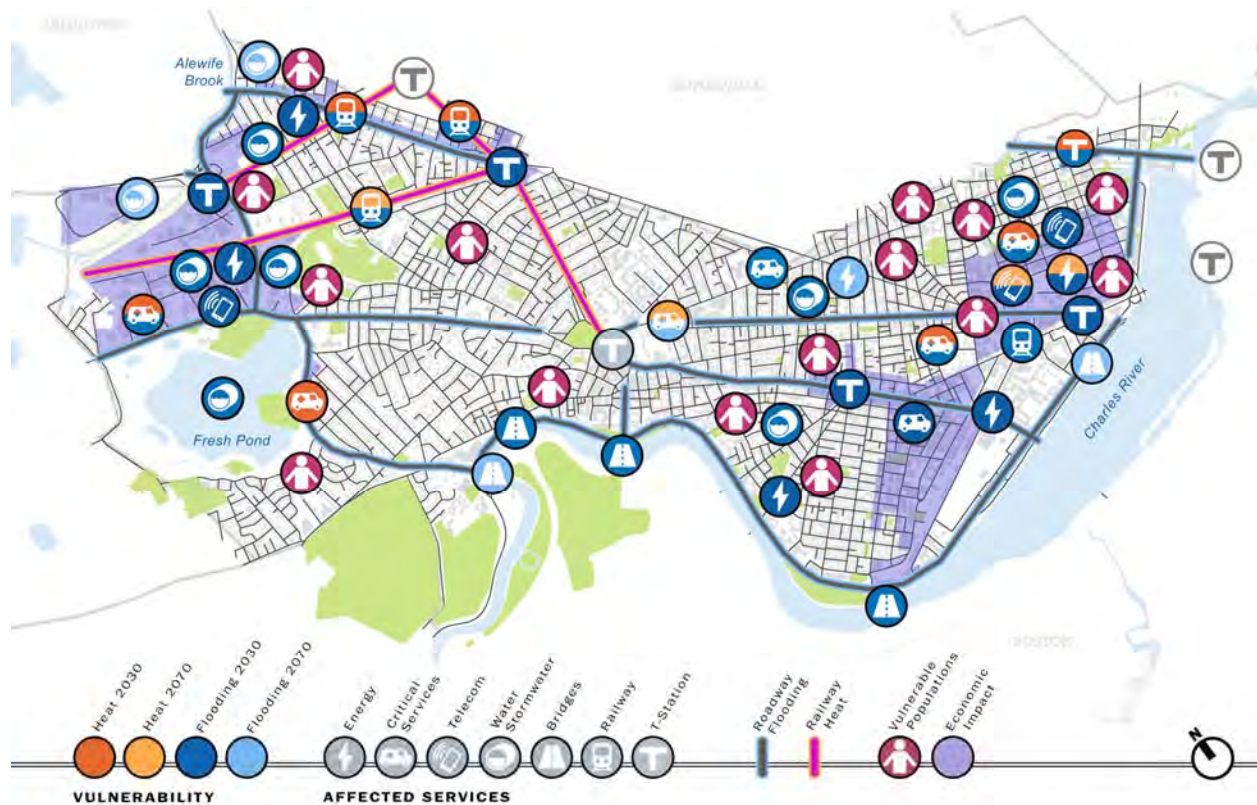 Alewife
Brook
Fresh Pond
Charles River
Heat 2030
Heat 2070
Flooding 2030
Flooding 2070
Energy
Critical
Services
Telecom
Water
Stormwater
Bridges
Railway
T-Station
Roadway
Flooding
Railway
Heat
Vulnerable
Populations
Economic
Impact
N
VULNERABILITY
AFFECTED SERVICES
T
T
T
T
T
T
T
T
T
T